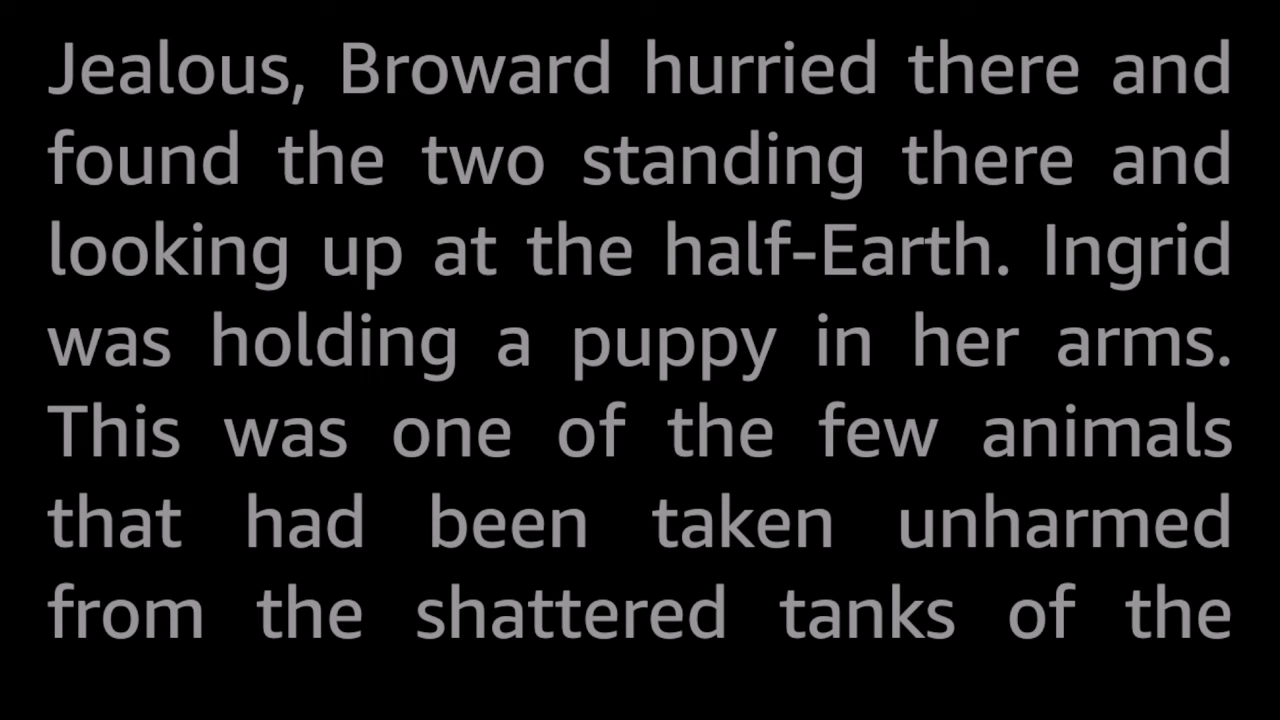 Jealous, Broward hurried there and
found the two standing there and
looking up at the half-Earth. Ingrid
was holding a puppy in her arms.
This was one of the few animals
that had been taken unharmed
from the shattered tanks of the